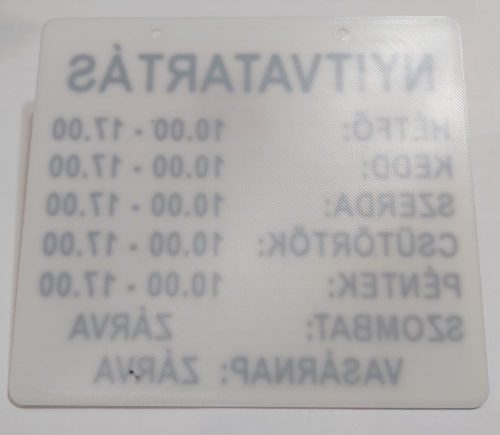 NYITVATARTÁS
HÉTFŐ: 10.00 - 17.00
KEDD: 10.00 - 17.00
SZERDA: 10.00 - 17.00
CSÜTÖRTÖK: 10.00 - 17.00
PÉNTEK: 10.00 - 17.00
SZOMBAT: ZÁRVA
VASÁRNAP: ZÁRVA